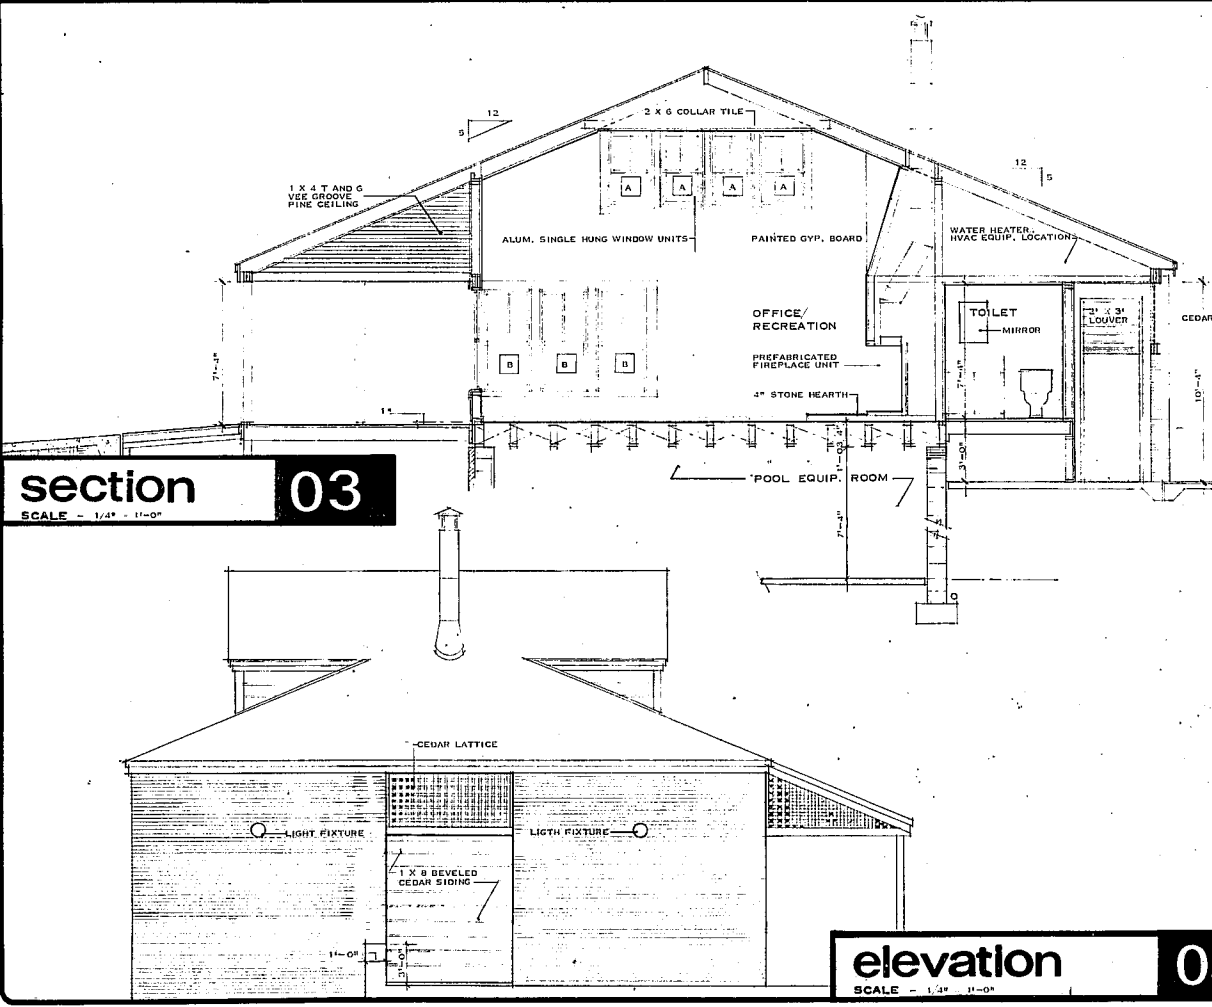 12
5
2 X 6 COLLAR TILE
1 X 4 T AND G
VEE GROOVE
PINE CEILING
A
A
A
A
12
5
ALUM. SINGLE HUNG WINDOW UNITS
PAINTED GYP. BOARD
WATER HEATER,
HVAC EQUIP. LOCATION
OFFICE/
RECREATION
TOILET
MIRROR
2' X 3'
LOUVER
CEDAR
7'-4"
B
B
B
PREFABRICATED
FIREPLACE UNIT
7'-4"
4" STONE HEARTH
10'-4"
1"
3'-0"
POOL EQUIP. ROOM
7'-4"
section
03
SCALE - 1/4" - 1'-0"
CEDAR LATTICE
LIGHT FIXTURE
LIGTH FIXTURE
1 X 8 BEVELED
CEDAR SIDING
1'-0"
3'-0"
elevation
0
SCALE - 1/4" 1'-0"